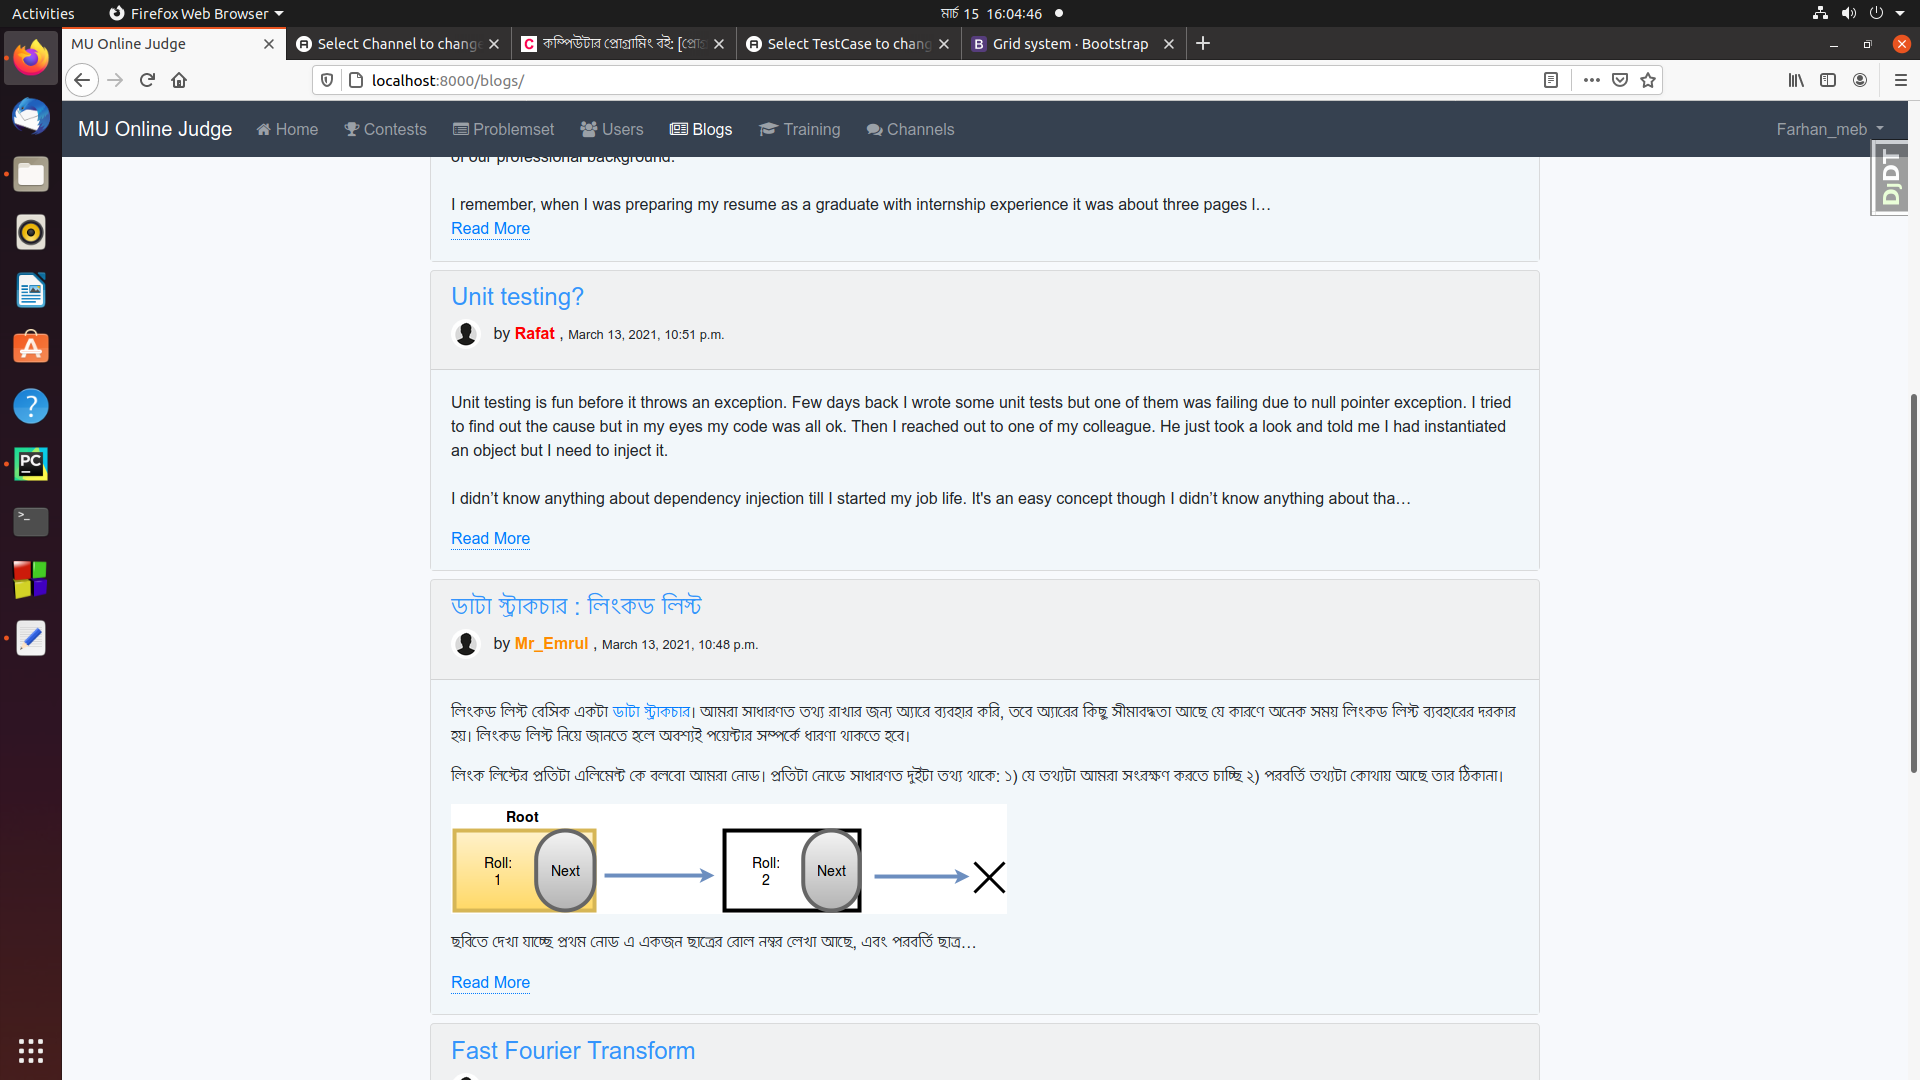 Activities Firefox Web Browser মার্চ 15 16:04:46
MU Online Judge Select Channel to change কম্পিউটার প্রোগ্রামিং বই: [প্রোগ্ Select TestCase to chang Grid system · Bootstrap
localhost:8000/blogs/
MU Online Judge Home Contests Problemset Users Blogs Training Channels Farhan_meb
DjDT
of our professional background.
I remember, when I was preparing my resume as a graduate with internship experience it was about three pages l…
Read More
Unit testing?
by Rafat , March 13, 2021, 10:51 p.m.
Unit testing is fun before it throws an exception. Few days back I wrote some unit tests but one of them was failing due to null pointer exception. I tried
to find out the cause but in my eyes my code was all ok. Then I reached out to one of my colleague. He just took a look and told me I had instantiated
an object but I need to inject it.
I didn’t know anything about dependency injection till I started my job life. It's an easy concept though I didn’t know anything about tha…
Read More
ডাটা স্ট্রাকচার : লিংকড লিস্ট
by Mr_Emrul , March 13, 2021, 10:48 p.m.
লিংকড লিস্ট বেসিক একটা ডাটা স্ট্রাকচার। আমরা সাধারণত তথ্য রাখার জন্য অ্যারে ব্যবহার করি, তবে অ্যারের কিছু সীমাবদ্ধতা আছে যে কারণে অনেক সময় লিংকড লিস্ট ব্যবহারের দরকার
হয়। লিংকড লিস্ট নিয়ে জানতে হলে অবশ্যই পয়েন্টার সম্পর্কে ধারণা থাকতে হবে।
লিংক লিস্টের প্রতিটা এলিমেন্ট কে বলবো আমরা নোড। প্রতিটা নোডে সাধারণত দুইটা তথ্য থাকে: ১) যে তথ্যটা আমরা সংরক্ষণ করতে চাচ্ছি ২) পরবর্তি তথ্যটা কোথায় আছে তার ঠিকানা।
Root
Roll: Next Roll: Next
1 2
ছবিতে দেখা যাচ্ছে প্রথম নোড এ একজন ছাত্রের রোল নম্বর লেখা আছে, এবং পরবর্তি ছাত্র…
Read More
Fast Fourier Transform